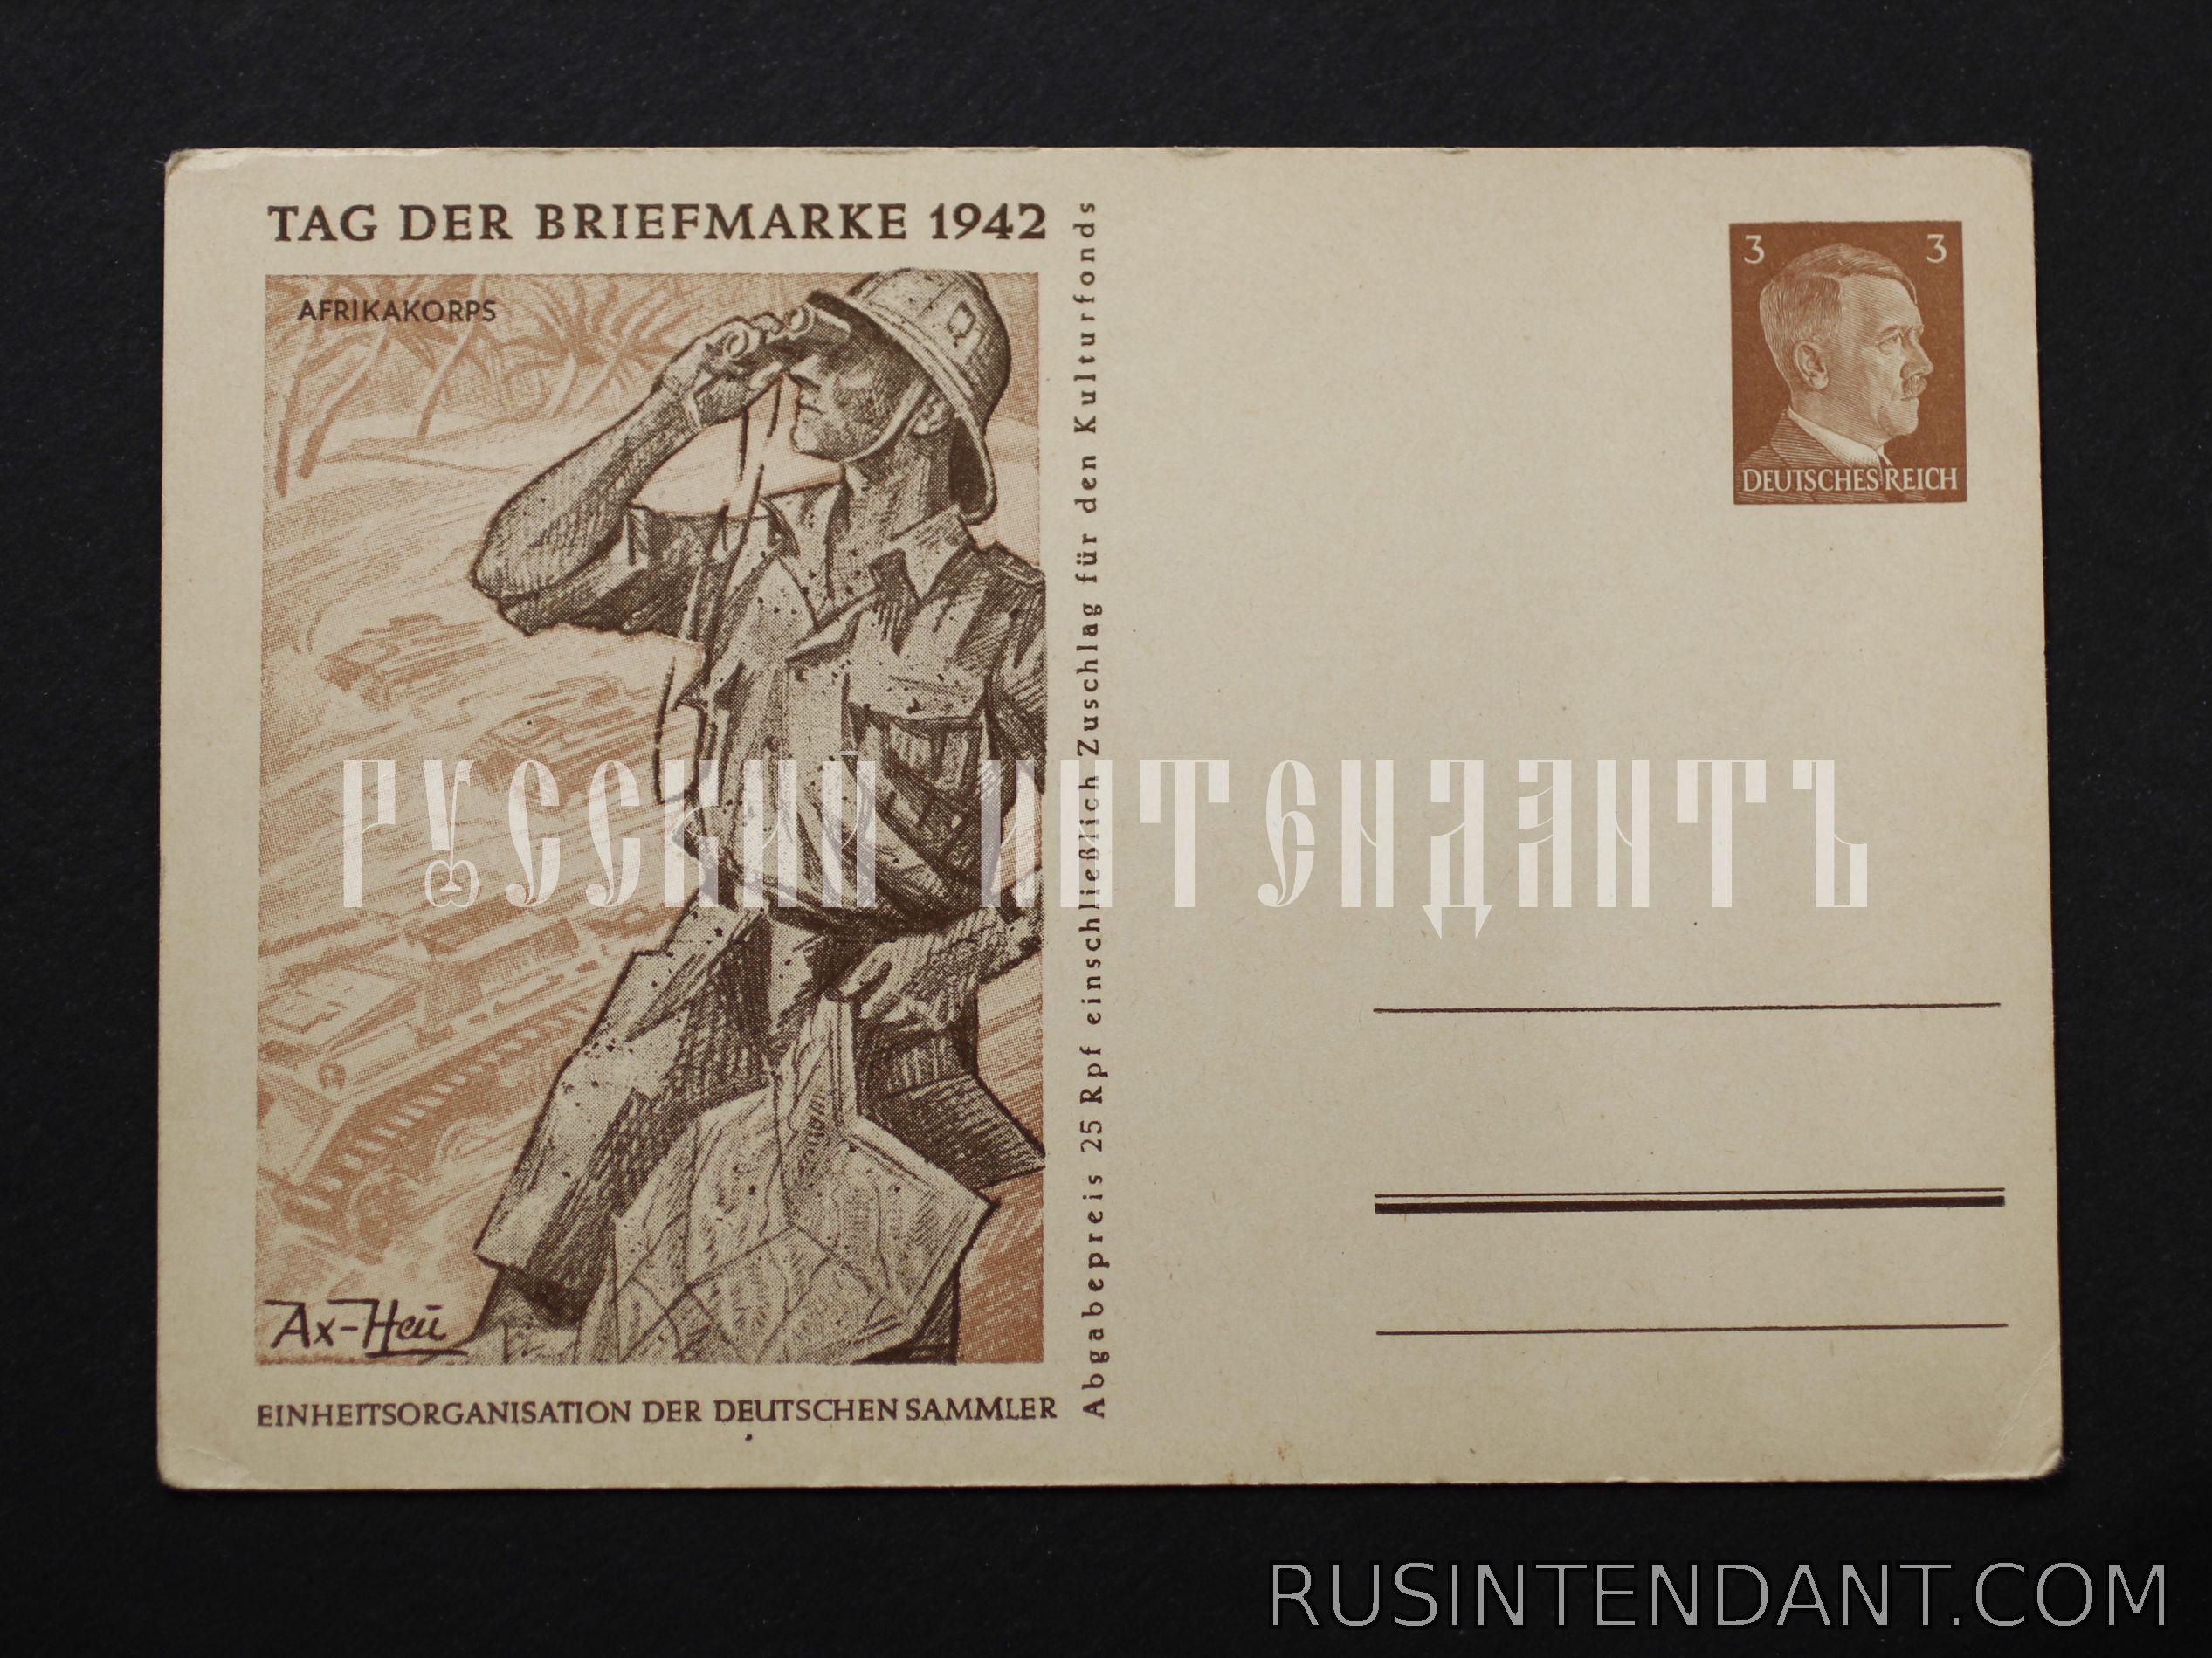 TAG DER BRIEFMARKE 1942
AFRIKAKORPS
Ax-Heu
EINHEITSORGANISATION DER DEUTSCHEN SAMMLER
Abgabepreis 25 Rpf einschließlich Zuschlag für den Kulturfonds
3 3
DEUTSCHES REICH
РУССКИЙ ИНТЕНДАНТЪ
RUSINTENDANT.COM